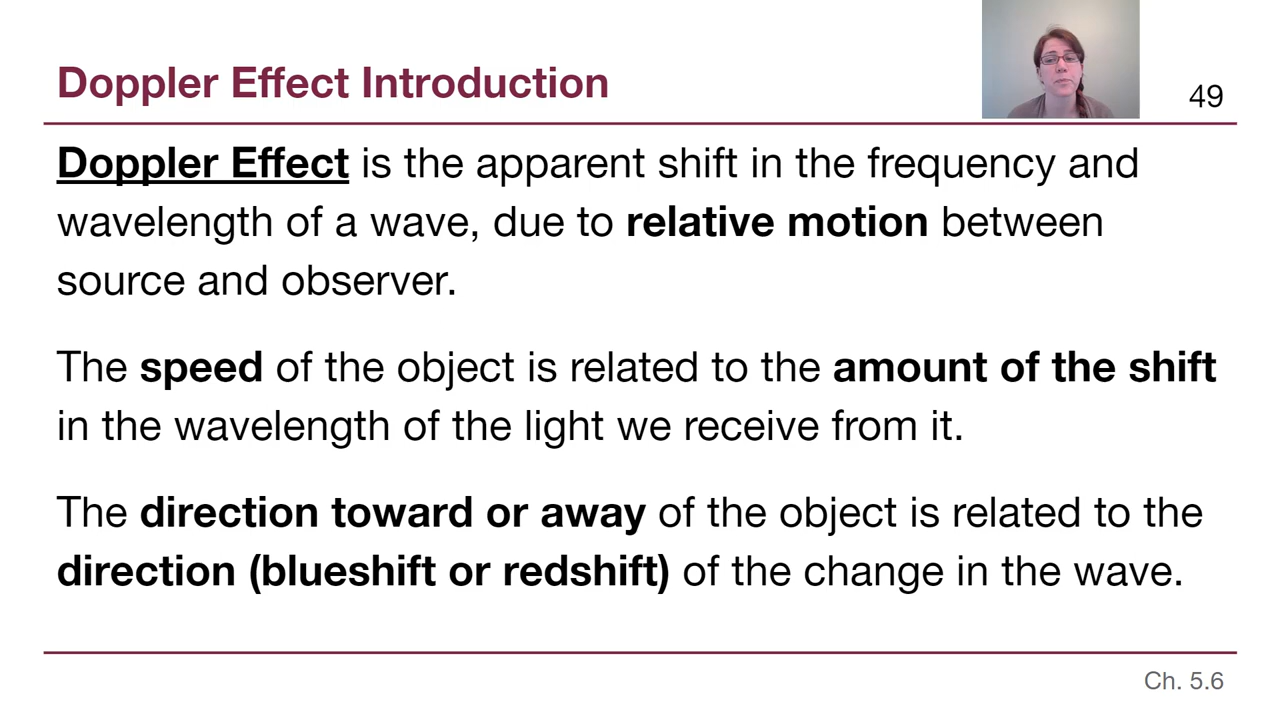 Doppler Effect Introduction
49
Doppler Effect is the apparent shift in the frequency and
wavelength of a wave, due to relative motion between
source and observer.
The speed of the object is related to the amount of the shift
in the wavelength of the light we receive from it.
The direction toward or away of the object is related to the
direction (blueshift or redshift) of the change in the wave.
Ch. 5.6